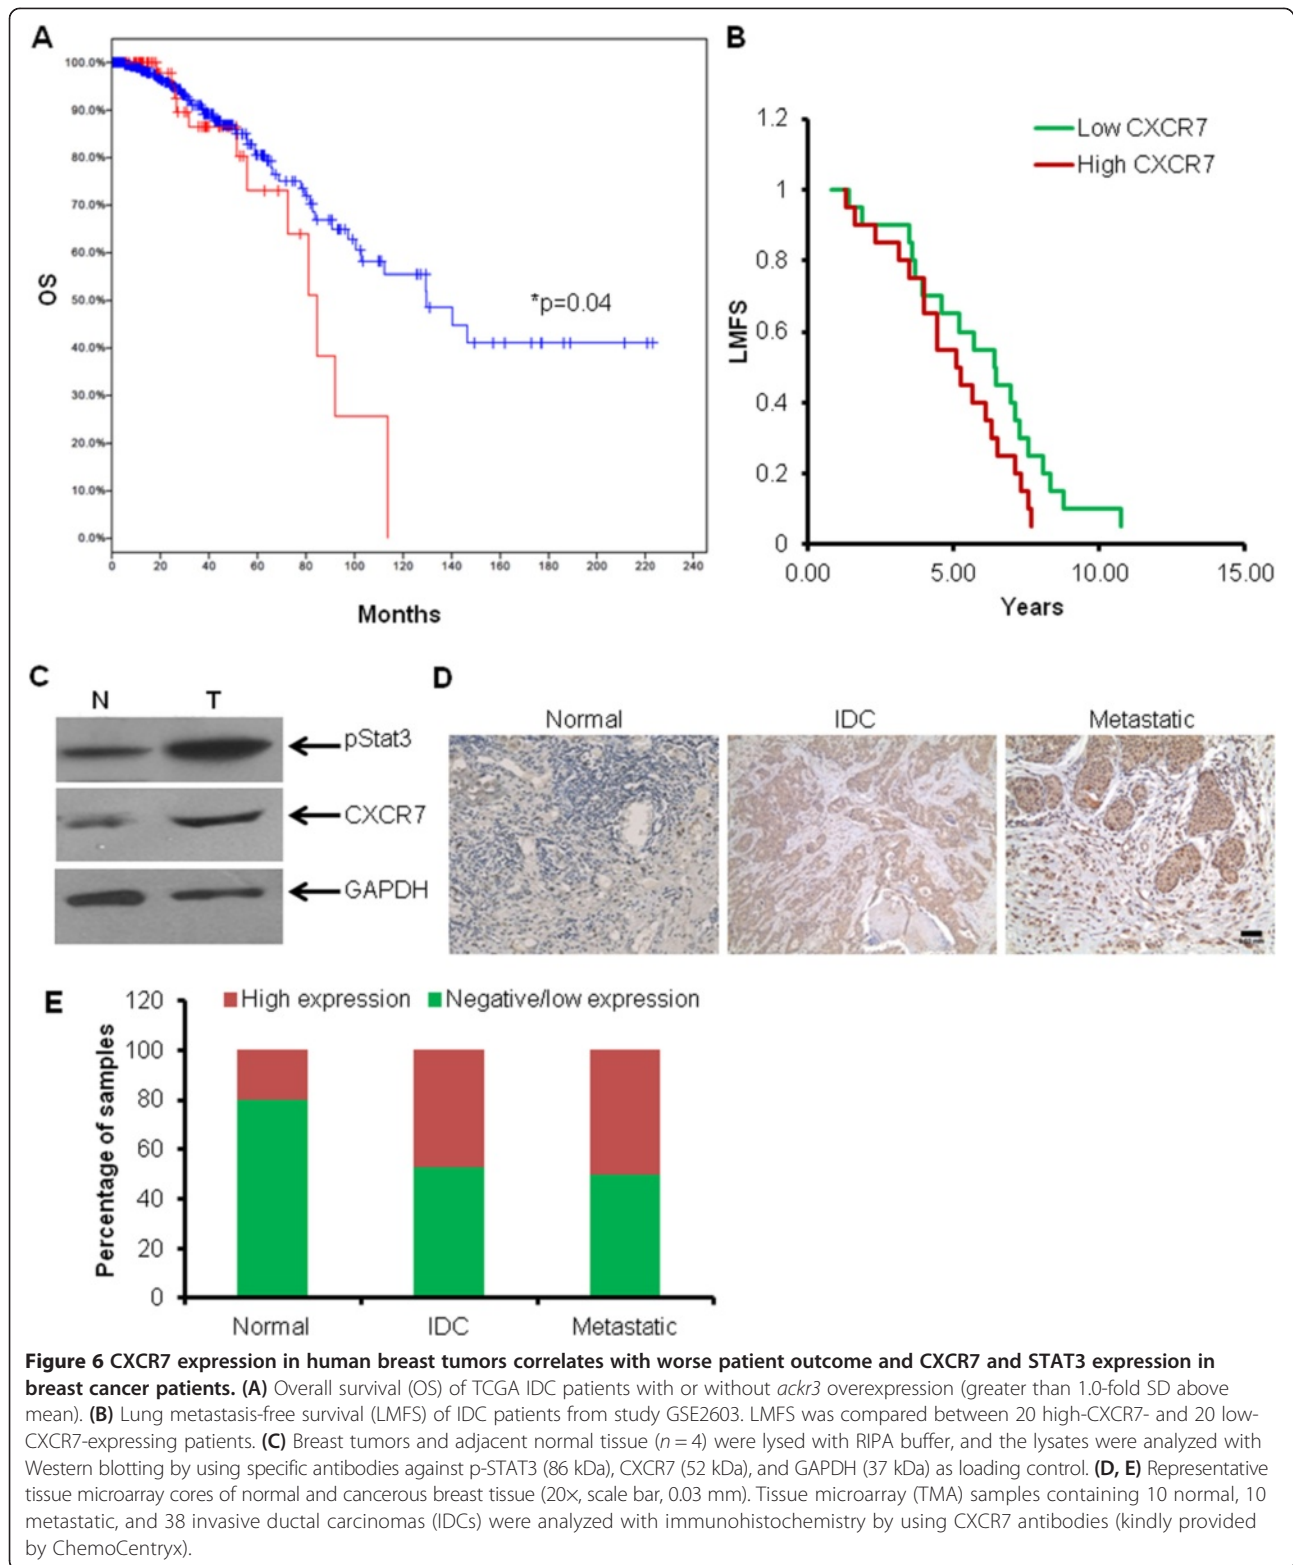 A
100.0%
90.0%
80.0%
70.0%
60.0%
50.0%
40.0%
30.0%
20.0%
10.0%
0.0%
OS
*p=0.04
0 20 40 60 80 100 120 140 160 180 200 220 240
Months
B
Low CXCR7
High CXCR7
1.2
1
0.8
0.6
0.4
0.2
0
LMFS
0.00 5.00 10.00 15.00
Years
C
N T
pStat3
CXCR7
GAPDH
D
Normal IDC Metastatic
E
High expression Negative/low expression
120
100
80
60
40
20
0
Percentage of samples
Normal IDC Metastatic
Figure 6 CXCR7 expression in human breast tumors correlates with worse patient outcome and CXCR7 and STAT3 expression in
breast cancer patients. (A) Overall survival (OS) of TCGA IDC patients with or without ackr3 overexpression (greater than 1.0-fold SD above
mean). (B) Lung metastasis-free survival (LMFS) of IDC patients from study GSE2603. LMFS was compared between 20 high-CXCR7- and 20 low-
CXCR7-expressing patients. (C) Breast tumors and adjacent normal tissue (n = 4) were lysed with RIPA buffer, and the lysates were analyzed with
Western blotting by using specific antibodies against p-STAT3 (86 kDa), CXCR7 (52 kDa), and GAPDH (37 kDa) as loading control. (D, E) Representative
tissue microarray cores of normal and cancerous breast tissue (20×, scale bar, 0.03 mm). Tissue microarray (TMA) samples containing 10 normal, 10
metastatic, and 38 invasive ductal carcinomas (IDCs) were analyzed with immunohistochemistry by using CXCR7 antibodies (kindly provided
by ChemoCentryx).